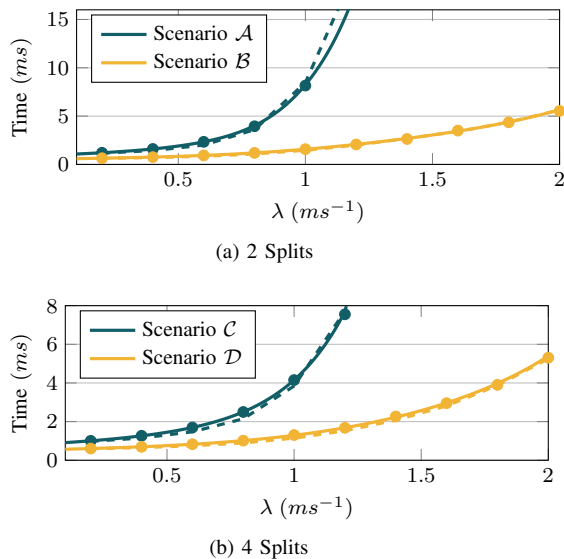 15
10
5
0
Time (ms)
Scenario 𝒜
Scenario ℬ
0.5 1 1.5 2
λ (ms⁻¹)
(a) 2 Splits
8
6
4
2
0
Time (ms)
Scenario 𝒞
Scenario 𝒟
0.5 1 1.5 2
λ (ms⁻¹)
(b) 4 Splits